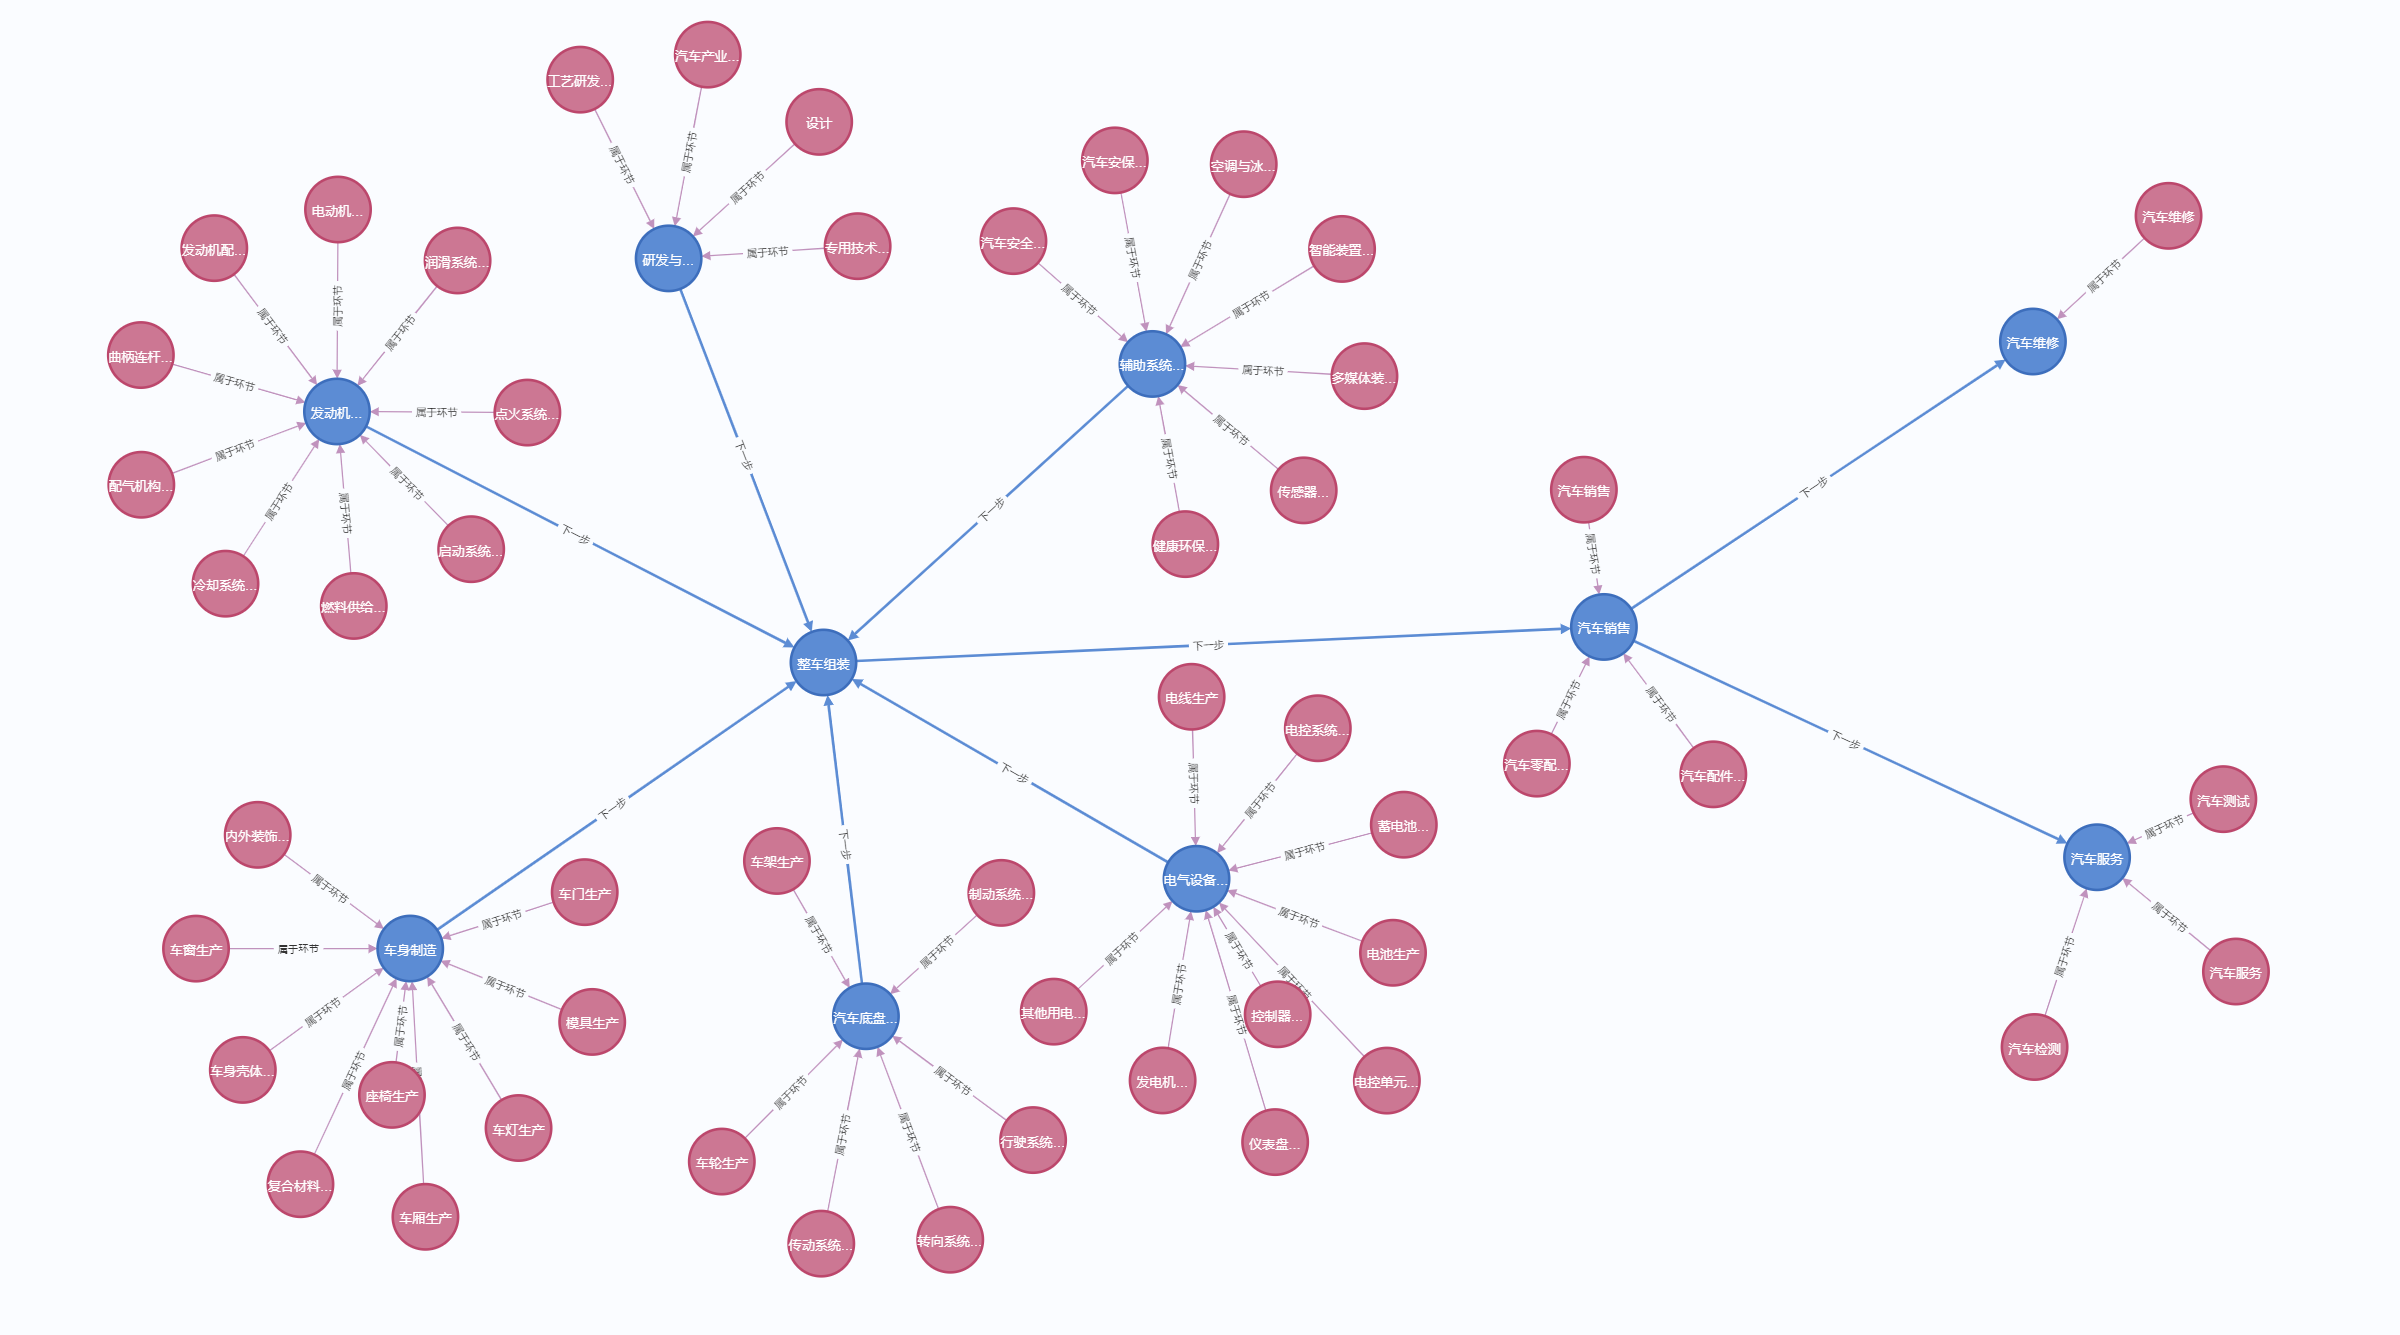 汽车产业...
工艺研发...
设计
专用技术...
研发与...
属于环节
属于环节
属于环节
属于环节
电动机...
发动机配...
润滑系统...
曲柄连杆...
点火系统...
配气机构...
启动系统...
冷却系统...
燃料供给...
发动机...
属于环节
属于环节
属于环节
属于环节
属于环节
属于环节
属于环节
属于环节
属于环节
汽车安保...
空调与冰...
汽车安全...
智能装置...
多媒体装...
传感器...
健康环保...
辅助系统...
属于环节
属于环节
属于环节
属于环节
属于环节
属于环节
属于环节
汽车维修
属于环节
汽车维修
下一步
下一步
下一步
下一步
整车组装
下一步
汽车销售
属于环节
汽车销售
属于环节
属于环节
汽车零配...
汽车配件...
下一步
下一步
下一步
下一步
电线生产
电控系统...
蓄电池...
电池生产
控制器...
电控单元...
仪表盘...
发电机...
其他用电...
电气设备...
属于环节
属于环节
属于环节
属于环节
属于环节
属于环节
属于环节
属于环节
属于环节
汽车测试
汽车服务
汽车服务
汽车检测
属于环节
属于环节
属于环节
内外装饰...
车门生产
车窗生产
车身制造
模具生产
车身壳体...
座椅生产
车灯生产
复合材料...
车厢生产
属于环节
属于环节
属于环节
属于环节
属于环节
属于环节
属于环节
属于环节
车架生产
制动系统...
汽车底盘...
行驶系统...
车轮生产
转向系统...
传动系统...
属于环节
属于环节
属于环节
属于环节
属于环节
属于环节